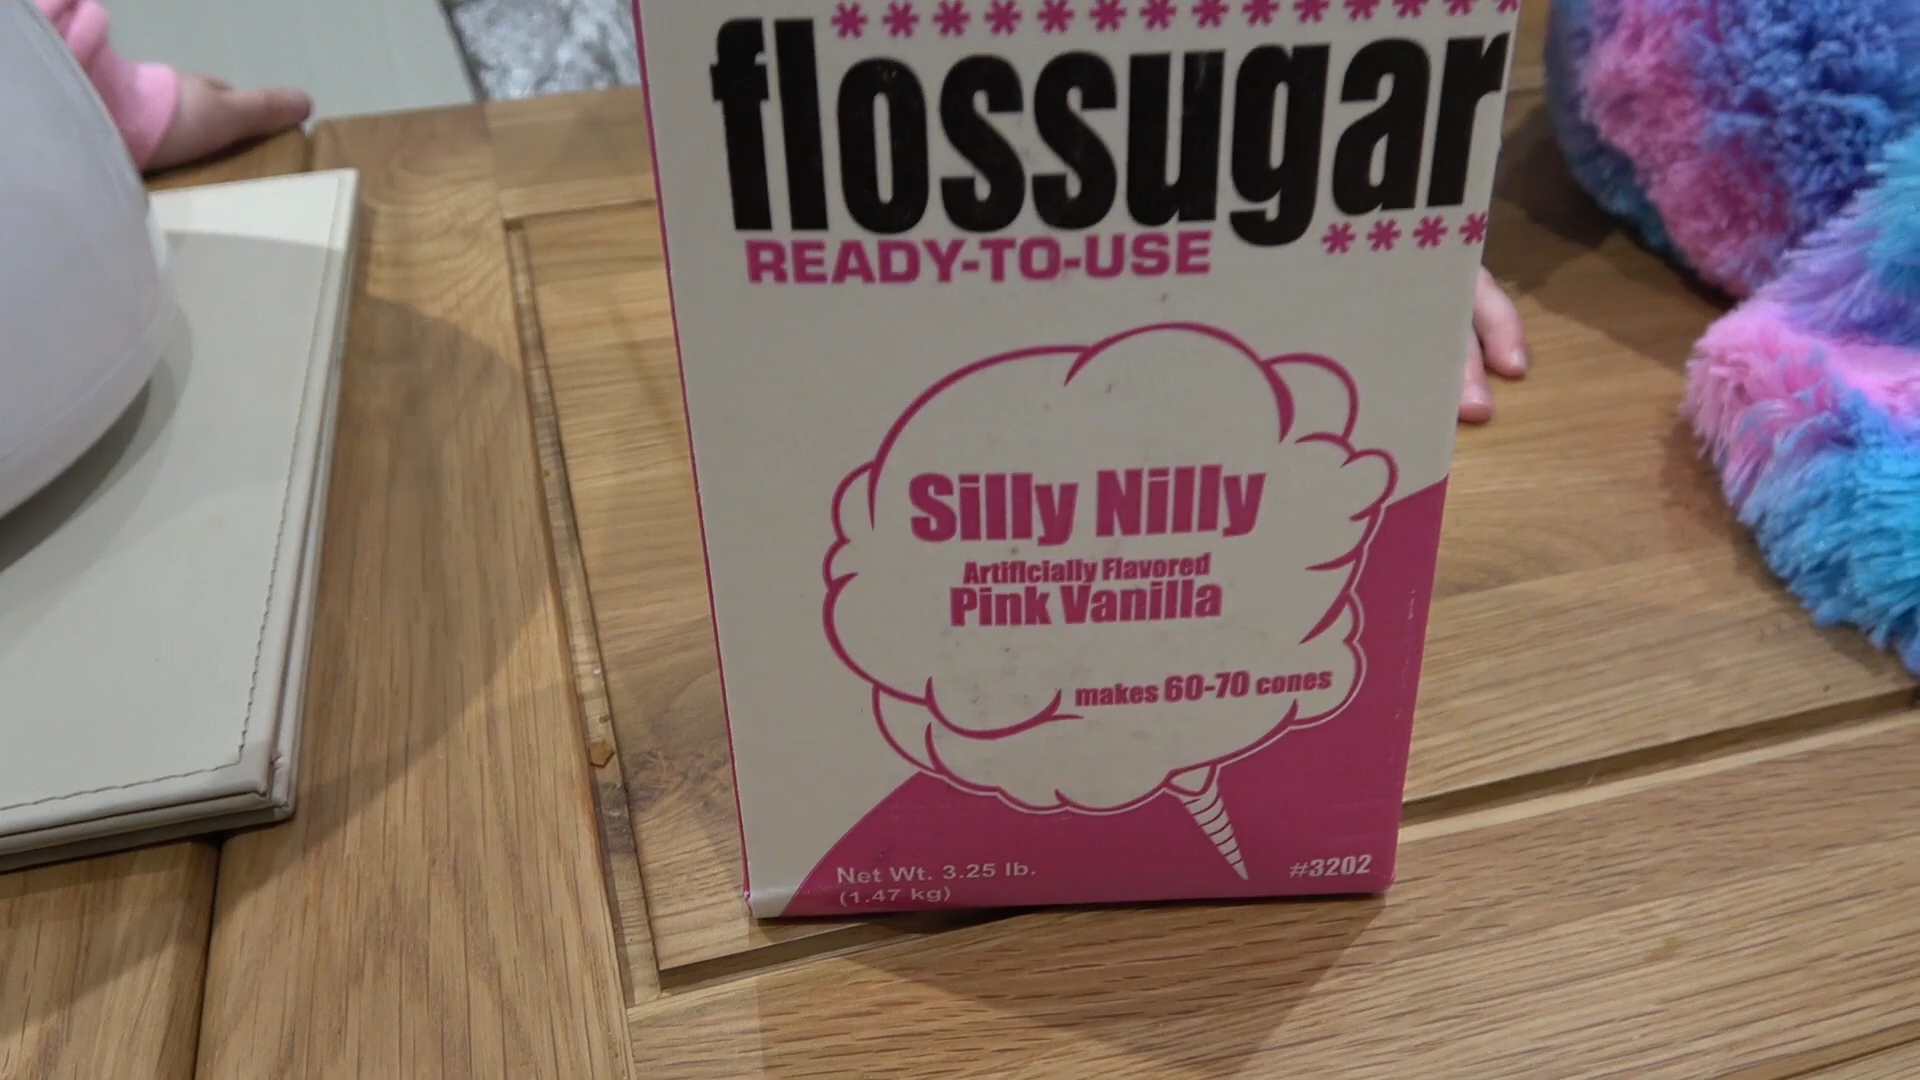 flossugar
READY-TO-USE
Silly Nilly
Artificially Flavored
Pink Vanilla
makes 60-70 cones
Net Wt. 3.25 lb.
(1.47 kg)
#3202